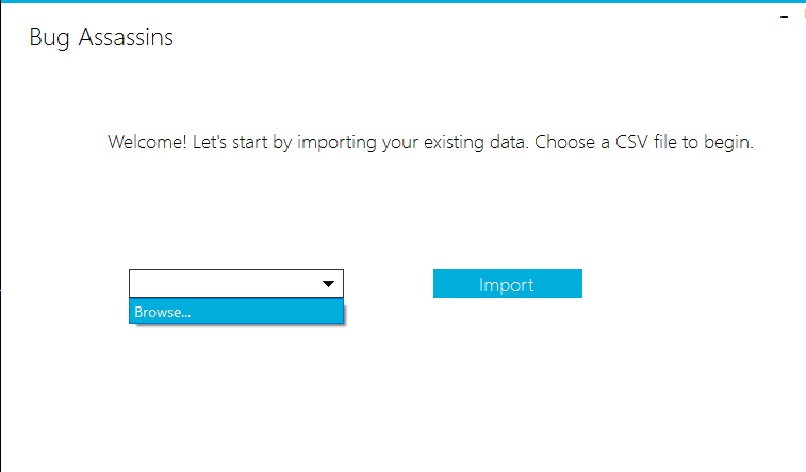 Bug Assassins
Welcome! Let's start by importing your existing data. Choose a CSV file to begin.
Import
Browse...